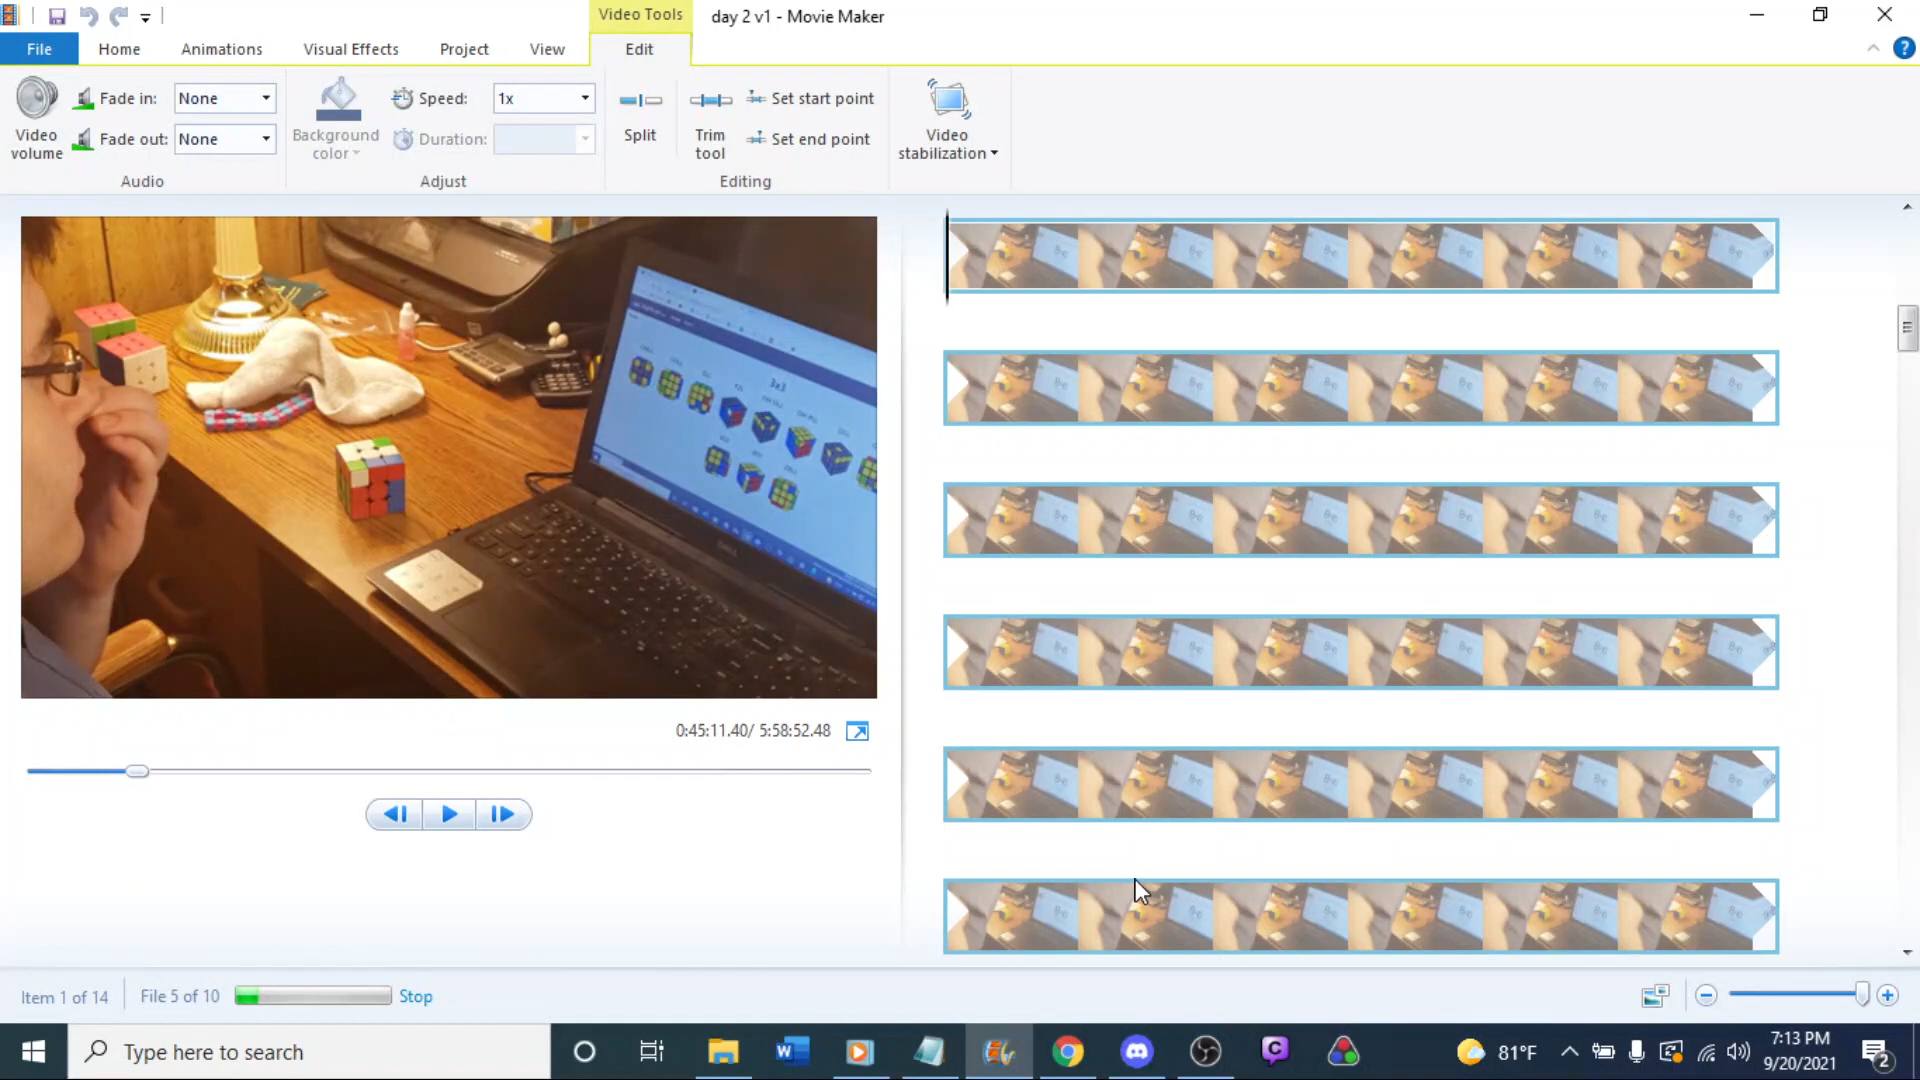 Video Tools
day 2 v1 - Movie Maker
File
Home
Animations
Visual Effects
Project
View
Edit
Video volume
Fade in: None
Fade out: None
Audio
Background color
Speed: 1x
Duration:
Adjust
Split
Trim tool
Set start point
Set end point
Editing
Video stabilization
3x3
DELL
0:45:11.40/ 5:58:52.48
Item 1 of 14
File 5 of 10
Stop
Type here to search
81°F
7:13 PM
9/20/2021
2